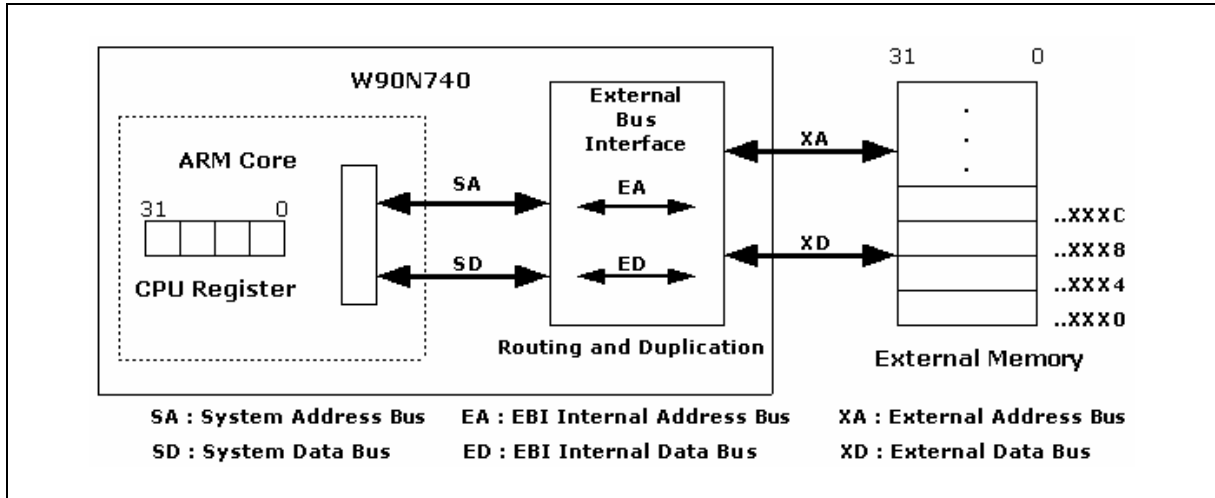 W90N740
ARM Core
31 0
CPU Register
SA
SD
External
Bus
Interface
EA
ED
Routing and Duplication
XA
XD
31 0
.
.
.
..XXXC
..XXX8
..XXX4
..XXX0
External Memory
SA : System Address Bus EA : EBI Internal Address Bus XA : External Address Bus
SD : System Data Bus ED : EBI Internal Data Bus XD : External Data Bus